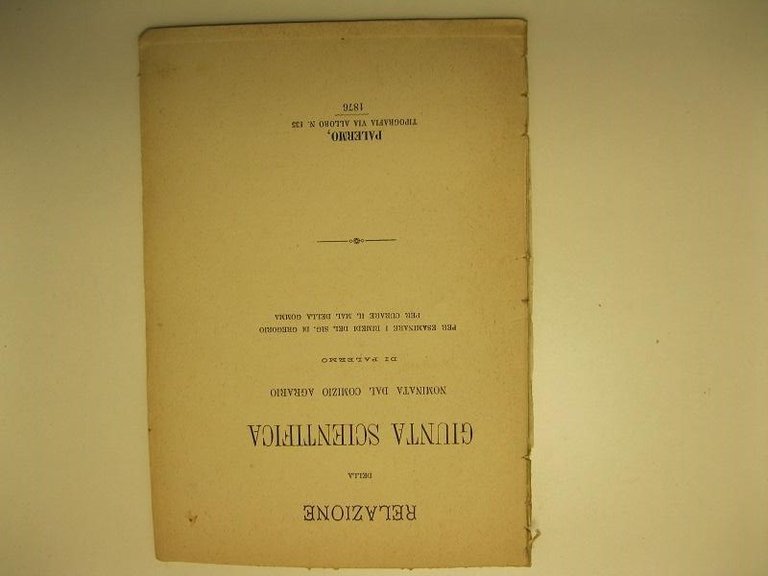 RELAZIONE
DELLA
GIUNTA SCIENTIFICA
NOMINATA DAL COMIZIO AGRARIO
DI PALERMO
PER ESAMINARE I RIMEDI DEL SIG. DI GREGORIO
PER CURARE IL MAL DELLA GOMMA
PALERMO,
TIPOGRAFIA VIA ALLORO N. 135
1876